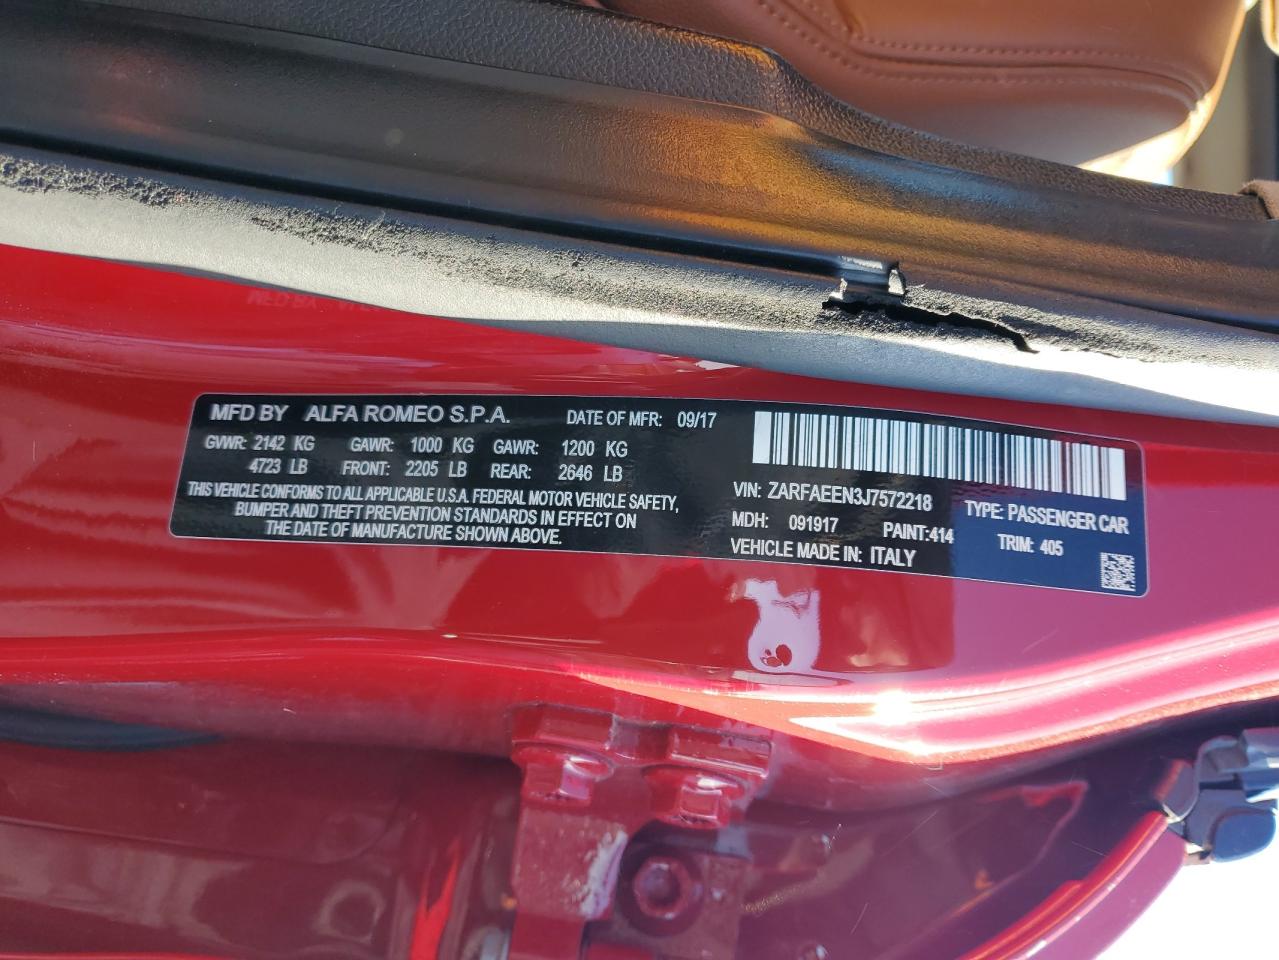 MFD BY ALFA ROMEO S.P.A. DATE OF MFR: 09/17
GVWR: 2142 KG GAWR: 1000 KG GAWR: 1200 KG
4723 LB FRONT: 2205 LB REAR: 2646 LB
THIS VEHICLE CONFORMS TO ALL APLICABLE U.S.A. FEDERAL MOTOR VEHICLE SAFETY,
BUMPER AND THEFT PREVENTION STANDARDS IN EFFECT ON
THE DATE OF MANUFACTURE SHOWN ABOVE.
VIN: ZARFAEEN3J7572218 TYPE: PASSENGER CAR
MDH: 091917 PAINT:414 TRIM: 405
VEHICLE MADE IN: ITALY